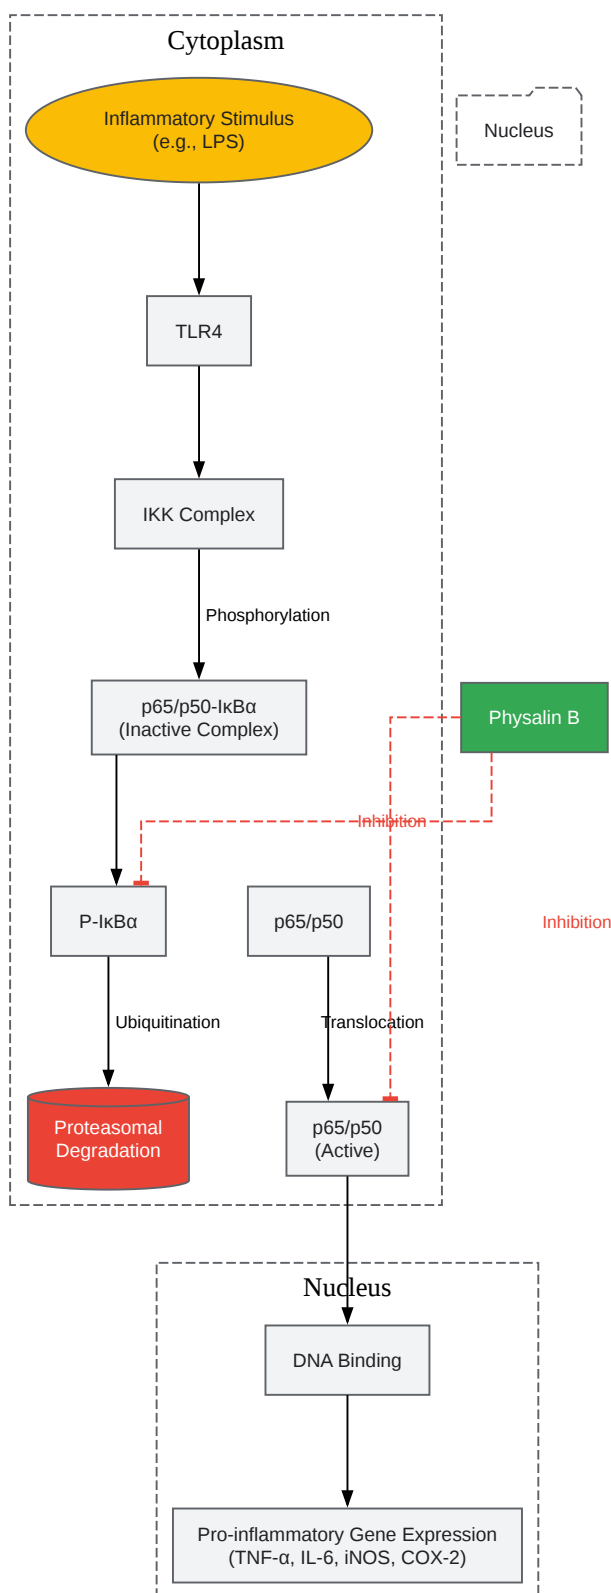 Cytoplasm
Inflammatory Stimulus
(e.g., LPS)
Nucleus
TLR4
IKK Complex
Phosphorylation
p65/p50-IκBα
(Inactive Complex)
Physalin B
Inhibition
P-IκBα
p65/p50
Inhibition
Ubiquitination
Translocation
Proteasomal
Degradation
p65/p50
(Active)
Nucleus
DNA Binding
Pro-inflammatory Gene Expression
(TNF-α, IL-6, iNOS, COX-2)